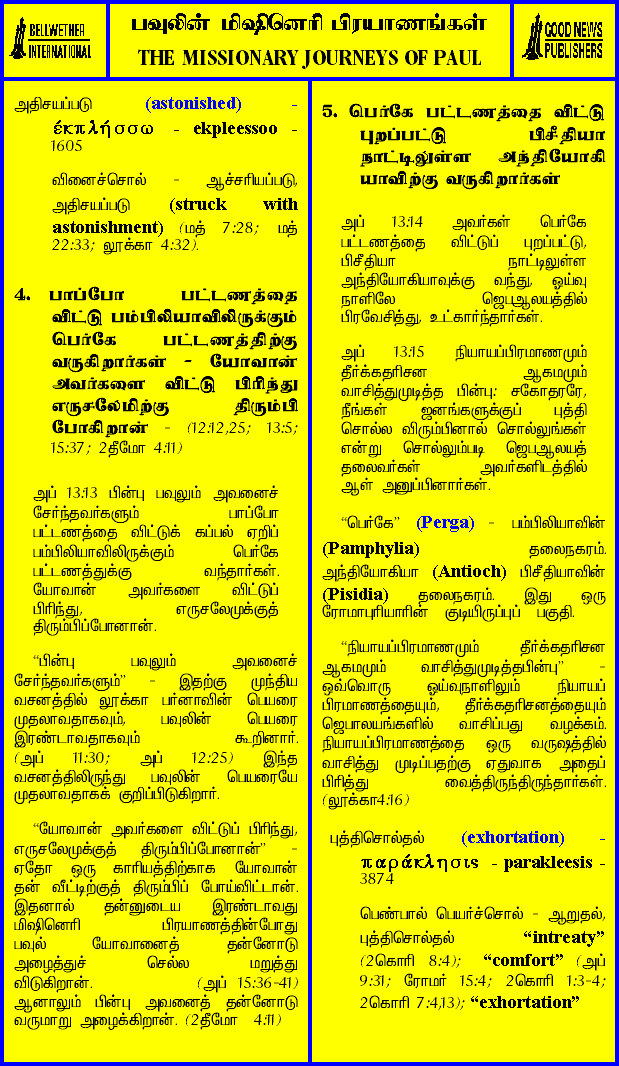 BELLWETHER
INTERNATIONAL
பவுலின் மிஷினெரி பிரயாணங்கள்
THE MISSIONARY JOURNEYS OF PAUL
GOOD NEWS
PUBLISHERS
அதிசயப்படு (astonished) -
έκπλήσσω - ekpleessoo -
1605
வினைச்சொல் - ஆச்சரியப்படு,
அதிசயப்படு (struck with
astonishment) (மத் 7:28; மத்
22:33; லூக்கா 4:32).
4. பாப்போ பட்டணத்தை
விட்டு பம்பிலியாவிலிருக்கும்
பெர்கே பட்டணத்திற்கு
வருகிறார்கள் - யோவான்
அவர்களை விட்டு பிரிந்து
எருசலேமிற்கு திரும்பி
போகிறான் - (12:12,25; 13:5;
15:37; 2தீமோ 4:11)
அப் 13:13 பின்பு பவுலும் அவனைச்
சேர்ந்தவர்களும் பாப்போ
பட்டணத்தை விட்டுக் கப்பல் ஏறிப்
பம்பிலியாவிலிருக்கும் பெர்கே
பட்டணத்துக்கு வந்தார்கள்.
யோவான் அவர்களை விட்டுப்
பிரிந்து, எருசலேமுக்குத்
திரும்பிப்போனான்.
“பின்பு பவுலும் அவனைச்
சேர்ந்தவர்களும்” - இதற்கு முந்திய
வசனத்தில் லூக்கா பர்னாவின் பெயரை
முதலாவதாகவும், பவுலின் பெயரை
இரண்டாவதாகவும் கூறினார்.
(அப் 11:30; அப் 12:25) இந்த
வசனத்திலிருந்து பவுலின் பெயரையே
முதலாவதாகக் குறிப்பிடுகிறார்.
“யோவான் அவர்களை விட்டுப் பிரிந்து,
எருசலேமுக்குத் திரும்பிப்போனான்” -
ஏதோ ஒரு காரியத்திற்காக யோவான்
தன் வீட்டிற்குத் திரும்பிப் போய்விட்டான்.
இதனால் தன்னுடைய இரண்டாவது
மிஷினெரி பிரயாணத்தின்போது
பவுல் யோவானைத் தன்னோடு
அழைத்துச் செல்ல மறுத்து
விடுகிறான். (அப் 15:36-41)
ஆனாலும் பின்பு அவனைத் தன்னோடு
வருமாறு அழைக்கிறான். (2தீமோ 4:11)
5. பெர்கே பட்டணத்தை விட்டு
புறப்பட்டு பிசீதியா
நாட்டிலுள்ள அந்தியோகி
யாவிற்கு வருகிறார்கள்
அப் 13:14 அவர்கள் பெர்கே
பட்டணத்தை விட்டுப் புறப்பட்டு,
பிசீதியா நாட்டிலுள்ள
அந்தியோகியாவுக்கு வந்து, ஓய்வு
நாளிலே ஜெபஆலயத்தில்
பிரவேசித்து, உட்கார்ந்தார்கள்.
அப் 13:15 நியாயப்பிரமாணமும்
தீர்க்கதரிசன ஆகமமும்
வாசித்துமுடித்த பின்பு: சகோதரரே,
நீங்கள் ஜனங்களுக்குப் புத்தி
சொல்ல விரும்பினால் சொல்லுங்கள்
என்று சொல்லும்படி ஜெபஆலயத்
தலைவர்கள் அவர்களிடத்தில்
ஆள் அனுப்பினார்கள்.
“பெர்கே” (Perga) - பம்பிலியாவின்
(Pamphylia) தலைநகரம்.
அந்தியோகியா (Antioch) பிசீதியாவின்
(Pisidia) தலைநகரம். இது ஒரு
ரோமாபுரியாரின் குடியிருப்புப் பகுதி.
“நியாயப்பிரமாணமும் தீர்க்கதரிசன
ஆகமமும் வாசித்துமுடித்தபின்பு” -
ஒவ்வொரு ஓய்வுநாளிலும் நியாயப்
பிரமாணத்தையும், தீர்க்கதரிசனத்தையும்
ஜெபாலயங்களில் வாசிப்பது வழக்கம்.
நியாயப்பிரமாணத்தை ஒரு வருஷத்தில்
வாசித்து முடிப்பதற்கு ஏதுவாக அதைப்
பிரித்து வைத்திருந்திருந்தார்கள்.
(லூக்கா4:16)
புத்திசொல்தல் (exhortation) -
παράκλησις - parakleesis -
3874
பெண்பால் பெயர்ச்சொல் - ஆறுதல்,
புத்திசொல்தல் “intreaty”
(2கொரி 8:4); “comfort” (அப்
9:31; ரோமர் 15:4; 2கொரி 1:3-4;
2கொரி 7:4,13); “exhortation”